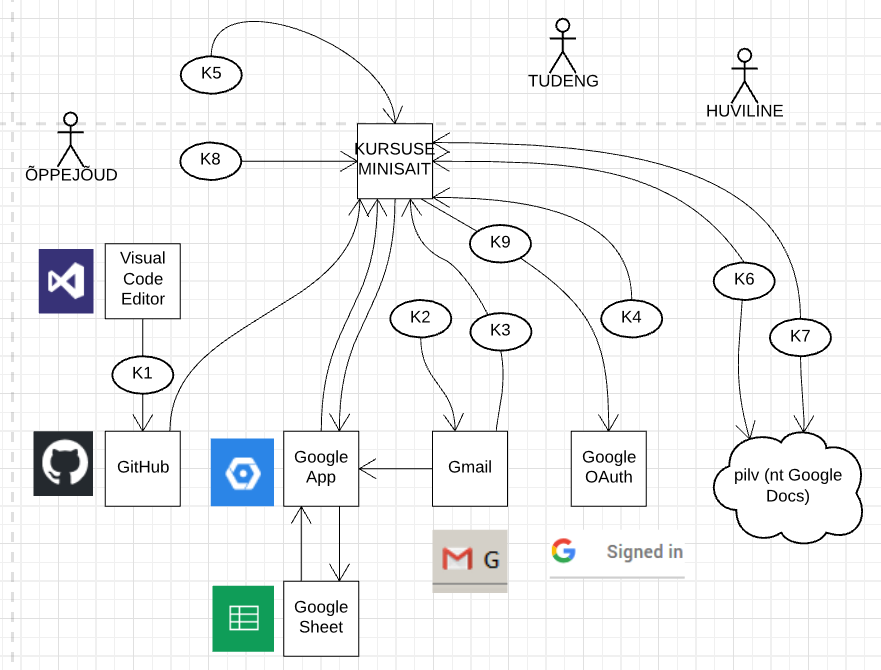 K5
TUDENG
HUVILINE
ÕPPEJÕUD
K8
KURSUSE
MINISAIT
K9
Visual
Code
Editor
K6
K2
K3
K4
K7
K1
GitHub
Google
App
Gmail
Google
OAuth
pilv (nt Google
Docs)
G
Signed in
Google
Sheet